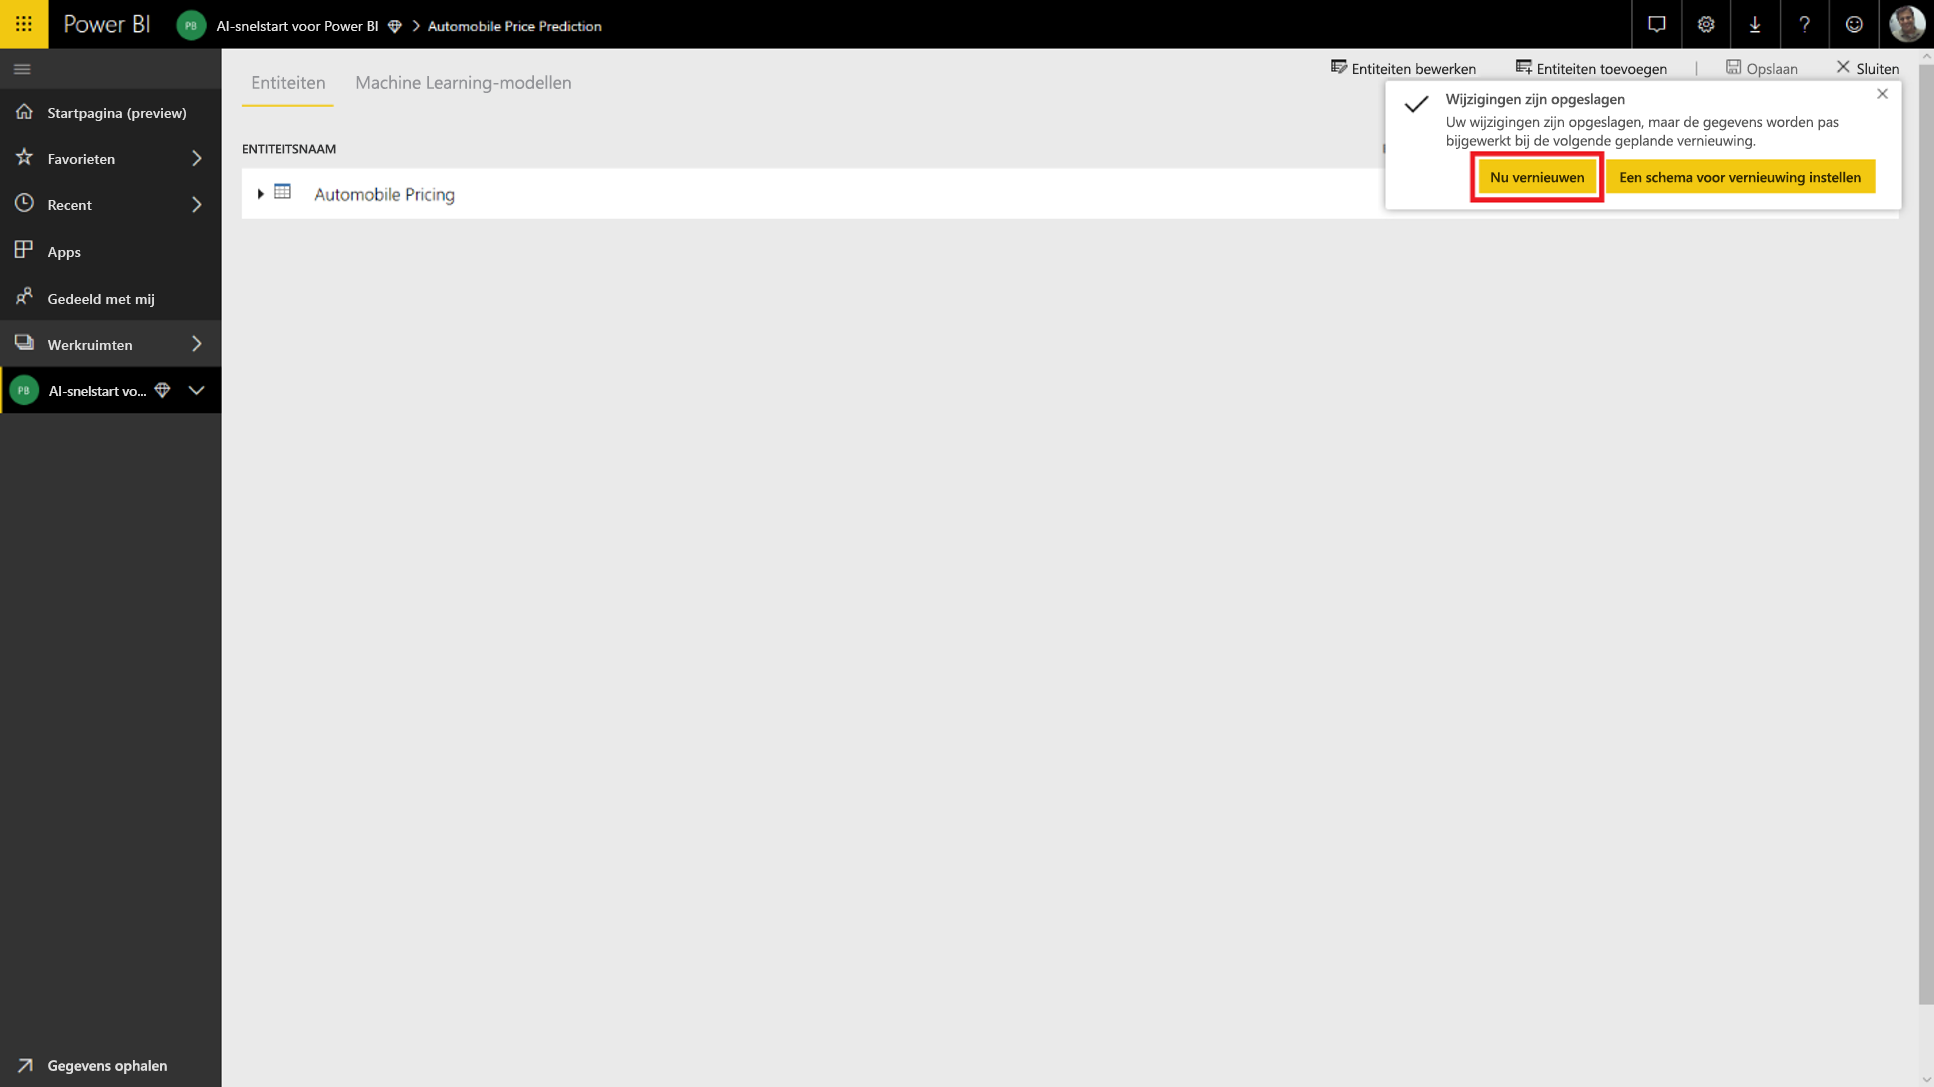 Power BI
PB
AI-snelstart voor Power BI
Automobile Price Prediction
?
Startpagina (preview)
Favorieten
Recent
Apps
Gedeeld met mij
Werkruimten
PB
AI-snelstart vo...
Gegevens ophalen
Entiteiten
Machine Learning-modellen
Entiteiten bewerken
Entiteiten toevoegen
Opslaan
Sluiten
ENTITEITSNAAM
Automobile Pricing
Wijzigingen zijn opgeslagen
Uw wijzigingen zijn opgeslagen, maar de gegevens worden pas
bijgewerkt bij de volgende geplande vernieuwing.
Nu vernieuwen
Een schema voor vernieuwing instellen